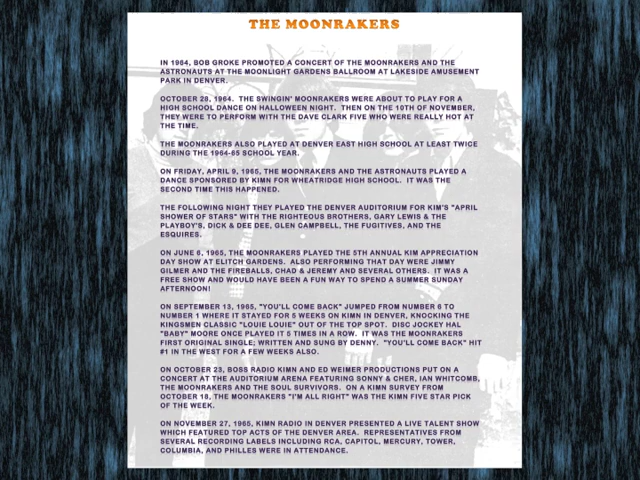 THE MOONRAKERS
IN 1964, BOB GROKE PROMOTED A CONCERT OF THE MOONRAKERS AND THE
ASTRONAUTS AT THE MOONLIGHT GARDENS BALLROOM AT LAKESIDE AMUSEMENT
PARK IN DENVER.
OCTOBER 28, 1964. THE SWINGIN' MOONRAKERS WERE ABOUT TO PLAY FOR A
HIGH SCHOOL DANCE ON HALLOWEEN NIGHT. THEN ON THE 10TH OF NOVEMBER,
THEY WERE TO PERFORM WITH THE DAVE CLARK FIVE WHO WERE REALLY HOT AT
THE TIME.
THE MOONRAKERS ALSO PLAYED AT DENVER EAST HIGH SCHOOL AT LEAST TWICE
DURING THE 1964-65 SCHOOL YEAR.
ON FRIDAY, APRIL 9, 1965, THE MOONRAKERS AND THE ASTRONAUTS PLAYED A
DANCE SPONSORED BY KIMN FOR WHEATRIDGE HIGH SCHOOL. IT WAS THE
SECOND TIME THIS HAPPENED.
THE FOLLOWING NIGHT THEY PLAYED THE DENVER AUDITORIUM FOR KIM'S "APRIL
SHOWER OF STARS" WITH THE RIGHTEOUS BROTHERS, GARY LEWIS & THE
PLAYBOY'S, DICK & DEE DEE, GLEN CAMPBELL, THE FUGITIVES, AND THE
ESQUIRES.
ON JUNE 6, 1965, THE MOONRAKERS PLAYED THE 5TH ANNUAL KIM APPRECIATION
DAY SHOW AT ELITCH GARDENS. ALSO PERFORMING THAT DAY WERE JIMMY
GILMER AND THE FIREBALLS, CHAD & JEREMY AND SEVERAL OTHERS. IT WAS A
FREE SHOW AND WOULD HAVE BEEN A FUN WAY TO SPEND A SUMMER SUNDAY
AFTERNOON!
ON SEPTEMBER 13, 1965, "YOU'LL COME BACK" JUMPED FROM NUMBER 6 TO
NUMBER 1 WHERE IT STAYED FOR 5 WEEKS ON KIMN IN DENVER, KNOCKING THE
KINGSMEN CLASSIC "LOUIE LOUIE" OUT OF THE TOP SPOT. DISC JOCKEY HAL
"BABY" MOORE ONCE PLAYED IT 5 TIMES IN A ROW. IT WAS THE MOONRAKERS
FIRST ORIGINAL SINGLE; WRITTEN AND SUNG BY DENNY. "YOU'LL COME BACK" HIT
#1 IN THE WEST FOR A FEW WEEKS ALSO.
ON OCTOBER 23, BOSS RADIO KIMN AND ED WEIMER PRODUCTIONS PUT ON A
CONCERT AT THE AUDITORIUM ARENA FEATURING SONNY & CHER, IAN WHITCOMB,
THE MOONRAKERS AND THE SOUL SURVIVORS. ON A KIMN SURVEY FROM
OCTOBER 18, THE MOONRAKERS "I'M ALL RIGHT" WAS THE KIMN FIVE STAR PICK
OF THE WEEK.
ON NOVEMBER 27, 1965, KIMN RADIO IN DENVER PRESENTED A LIVE TALENT SHOW
WHICH FEATURED TOP ACTS OF THE DENVER AREA. REPRESENTATIVES FROM
SEVERAL RECORDING LABELS INCLUDING RCA, CAPITOL, MERCURY, TOWER,
COLUMBIA, AND PHILLES WERE IN ATTENDANCE.